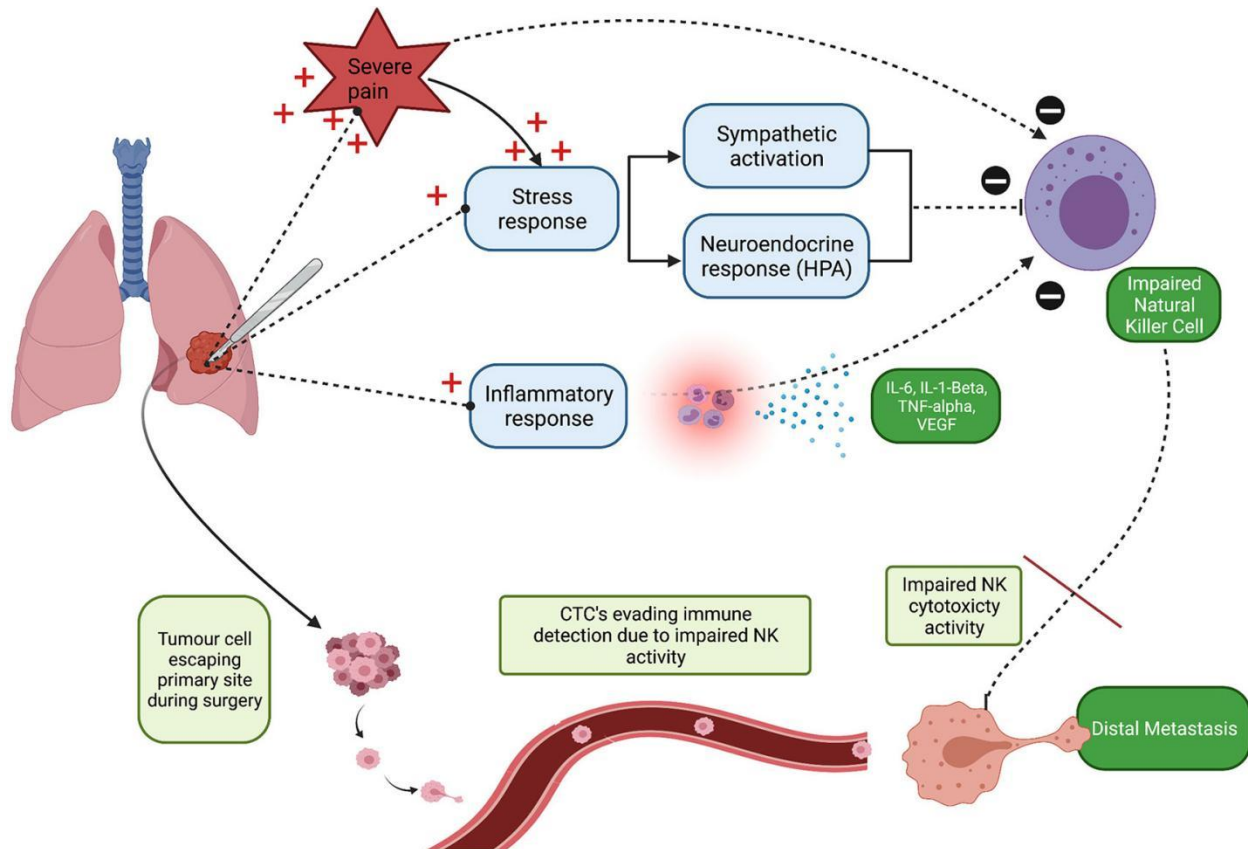 Severe
pain
Sympathetic
activation
Stress
response
Neuroendocrine
response (HPA)
Impaired
Natural
Killer Cell
Inflammatory
response
IL-6, IL-1-Beta,
TNF-alpha,
VEGF
Impaired NK
cytotoxicty
activity
CTC's evading immune
detection due to impaired NK
activity
Tumour cell
escaping
primary site
during surgery
Distal Metastasis